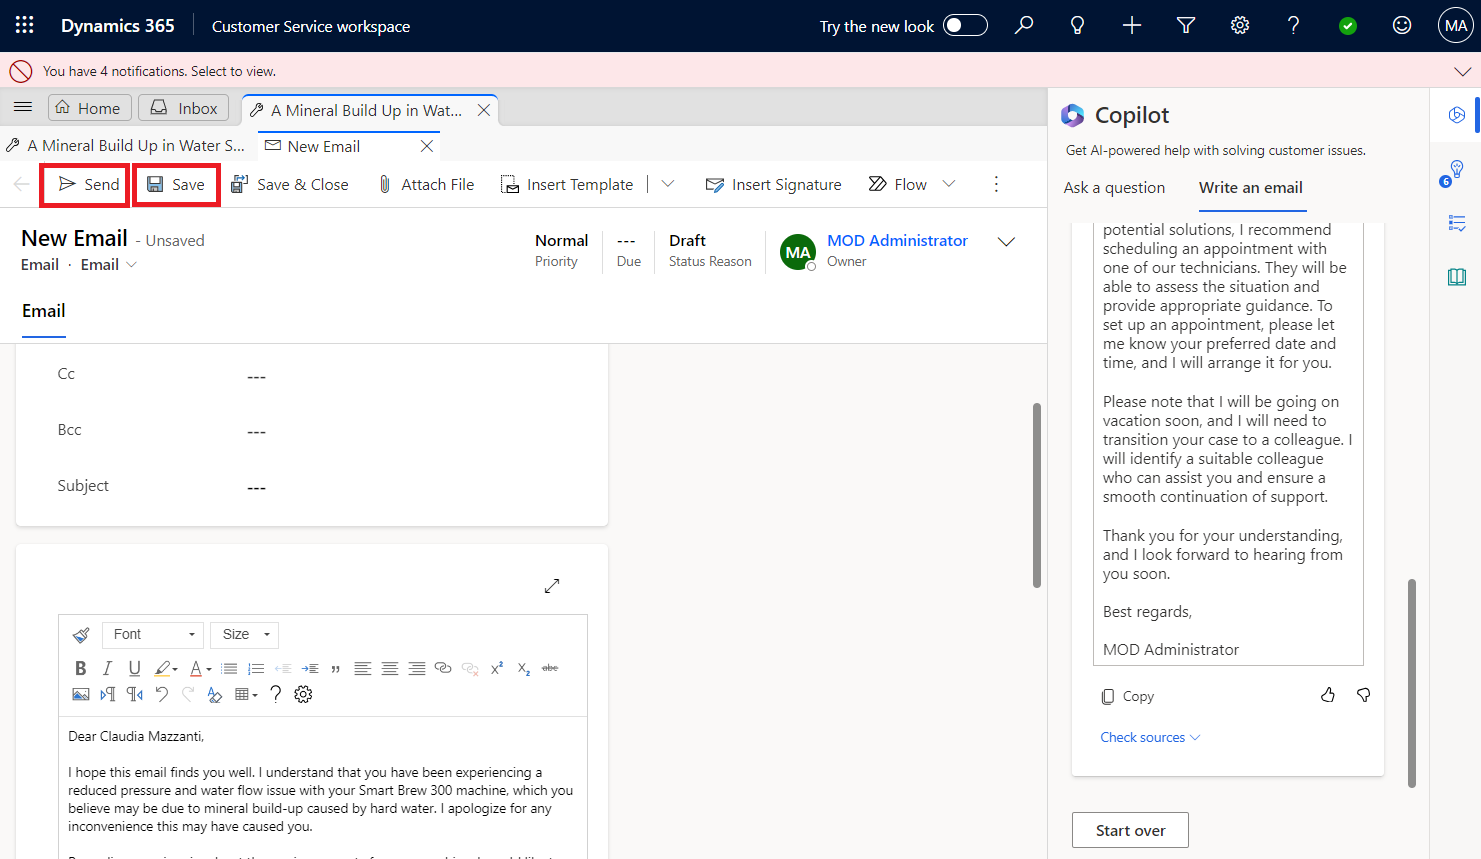 Dynamics 365
Customer Service workspace
Try the new look
MA
You have 4 notifications. Select to view.
Home
Inbox
A Mineral Build Up in Wat...
A Mineral Build Up in Water S...
New Email
Send
Save
Save & Close
Attach File
Insert Template
Insert Signature
Flow
New Email - Unsaved
Email · Email
Normal
Priority
---
Due
Draft
Status Reason
MA
MOD Administrator
Owner
Email
Cc
---
Bcc
---
Subject
---
Font
Size
B I U A
abc
Dear Claudia Mazzanti,
I hope this email finds you well. I understand that you have been experiencing a
reduced pressure and water flow issue with your Smart Brew 300 machine, which you
believe may be due to mineral build-up caused by hard water. I apologize for any
inconvenience this may have caused you.
Copilot
Get AI-powered help with solving customer issues.
Ask a question
Write an email
potential solutions, I recommend
scheduling an appointment with
one of our technicians. They will be
able to assess the situation and
provide appropriate guidance. To
set up an appointment, please let
me know your preferred date and
time, and I will arrange it for you.
Please note that I will be going on
vacation soon, and I will need to
transition your case to a colleague. I
will identify a suitable colleague
who can assist you and ensure a
smooth continuation of support.
Thank you for your understanding,
and I look forward to hearing from
you soon.
Best regards,
MOD Administrator
Copy
Check sources
Start over
6